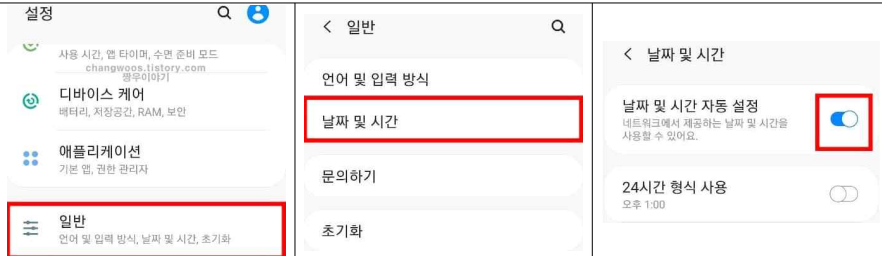 설정
사용 시간, 앱 타이머, 수면 준비 모드
changwoos.tistory.com
짱우이야기
디바이스 케어
배터리, 저장공간, RAM, 보안
애플리케이션
기본 앱, 권한 관리자
일반
언어 및 입력 방식, 날짜 및 시간, 초기화
일반
언어 및 입력 방식
날짜 및 시간
문의하기
초기화
날짜 및 시간
날짜 및 시간 자동 설정
네트워크에서 제공하는 날짜 및 시간을
사용할 수 있어요.
24시간 형식 사용
오후 1:00